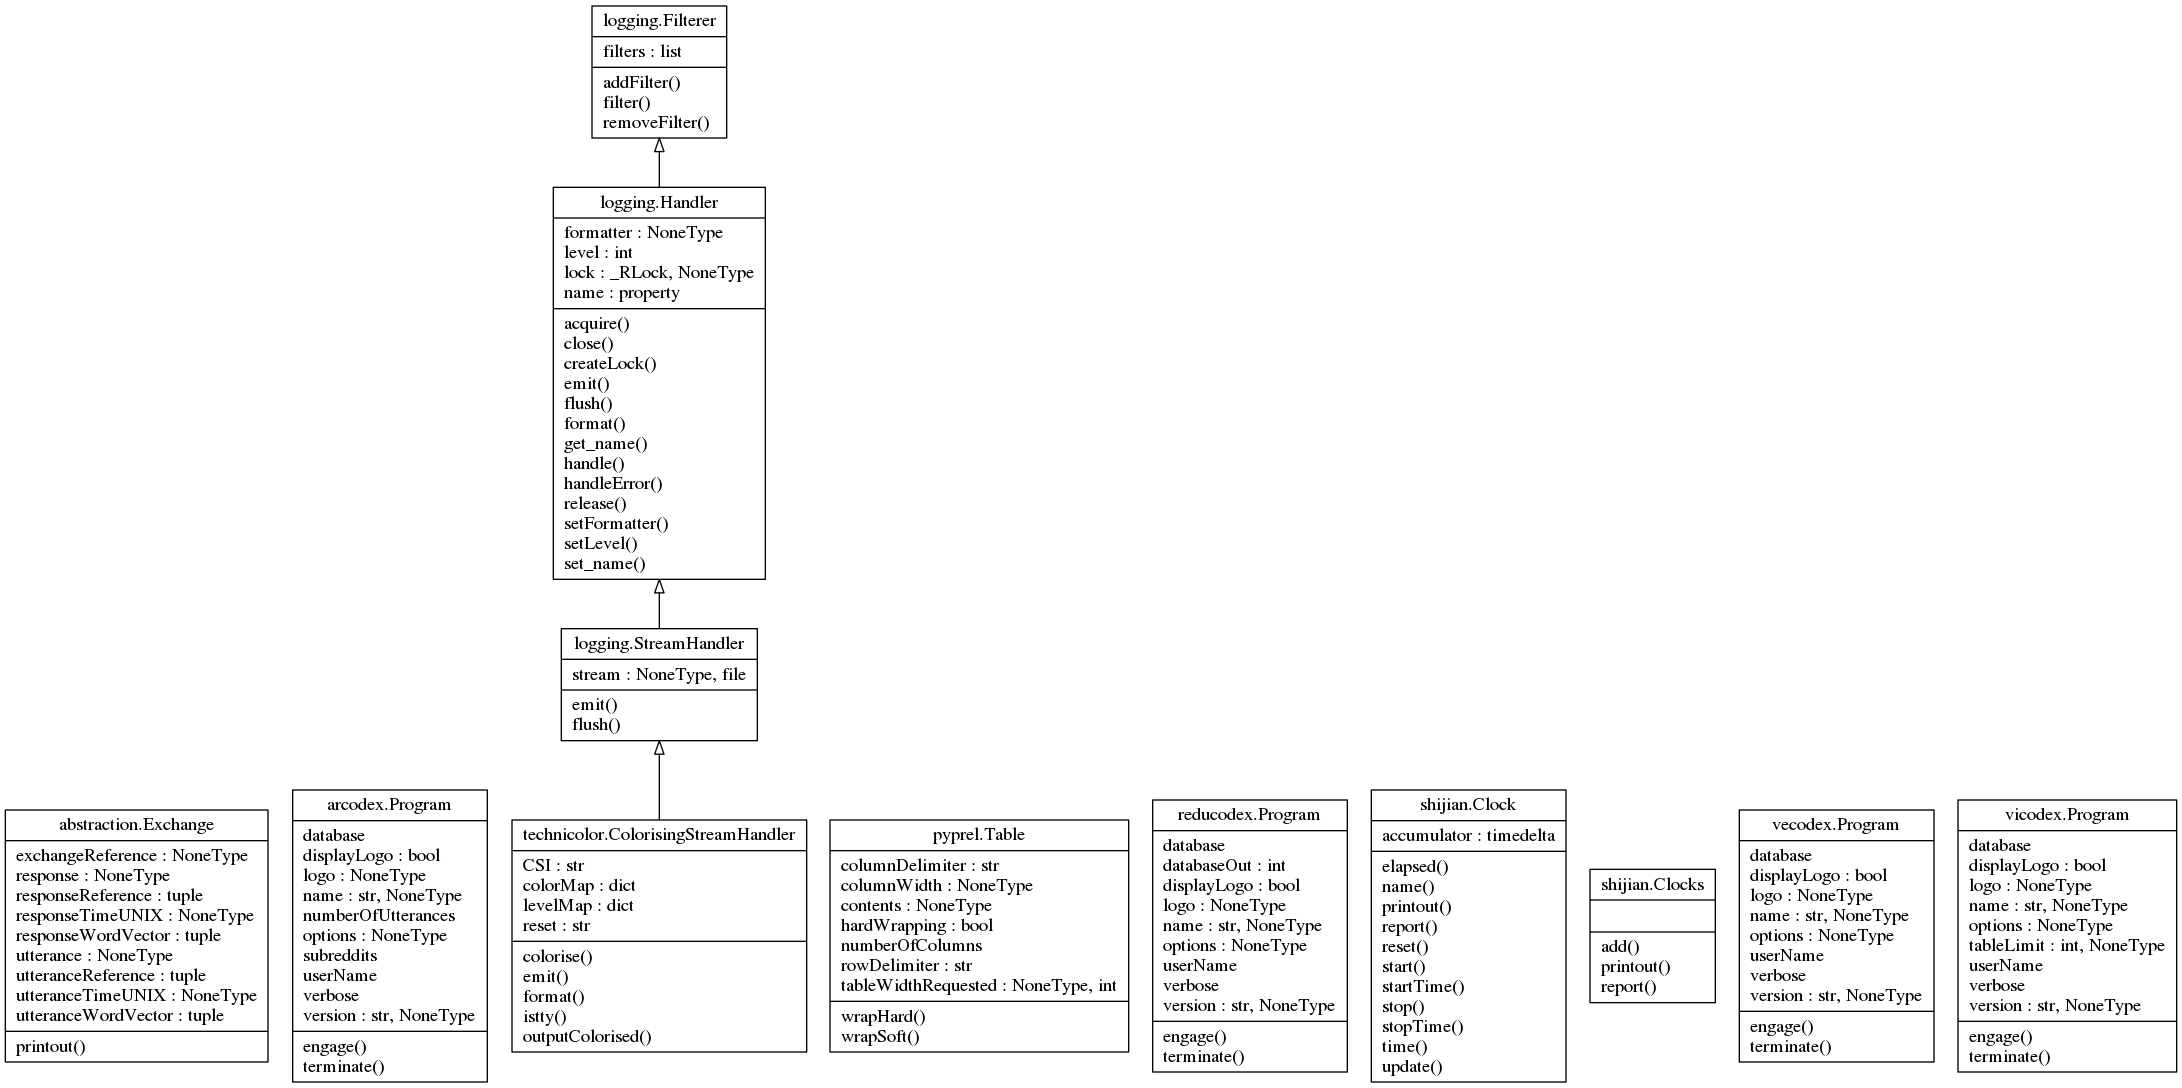 logging.Filterer
filters : list
addFilter()
filter()
removeFilter()
logging.Handler
formatter : NoneType
level : int
lock : _RLock, NoneType
name : property
acquire()
close()
createLock()
emit()
flush()
format()
get_name()
handle()
handleError()
release()
setFormatter()
setLevel()
set_name()
logging.StreamHandler
stream : NoneType, file
emit()
flush()
abstraction.Exchange
exchangeReference : NoneType
response : NoneType
responseReference : tuple
responseTimeUNIX : NoneType
responseWordVector : tuple
utterance : NoneType
utteranceReference : tuple
utteranceTimeUNIX : NoneType
utteranceWordVector : tuple
printout()
arcodex.Program
database
displayLogo : bool
logo : NoneType
name : str, NoneType
numberOfUtterances
options : NoneType
subreddits
userName
verbose
version : str, NoneType
engage()
terminate()
technicolor.ColorisingStreamHandler
CSI : str
colorMap : dict
levelMap : dict
reset : str
colorise()
emit()
format()
istty()
outputColorised()
pyprel.Table
columnDelimiter : str
columnWidth : NoneType
contents : NoneType
hardWrapping : bool
numberOfColumns
rowDelimiter : str
tableWidthRequested : NoneType, int
wrapHard()
wrapSoft()
reducodex.Program
database
databaseOut : int
displayLogo : bool
logo : NoneType
name : str, NoneType
options : NoneType
userName
verbose
version : str, NoneType
engage()
terminate()
shijian.Clock
accumulator : timedelta
elapsed()
name()
printout()
report()
reset()
start()
startTime()
stop()
stopTime()
time()
update()
shijian.Clocks
add()
printout()
report()
vecodex.Program
database
displayLogo : bool
logo : NoneType
name : str, NoneType
options : NoneType
userName
verbose
version : str, NoneType
engage()
terminate()
vicodex.Program
database
displayLogo : bool
logo : NoneType
name : str, NoneType
options : NoneType
tableLimit : int, NoneType
userName
verbose
version : str, NoneType
engage()
terminate()